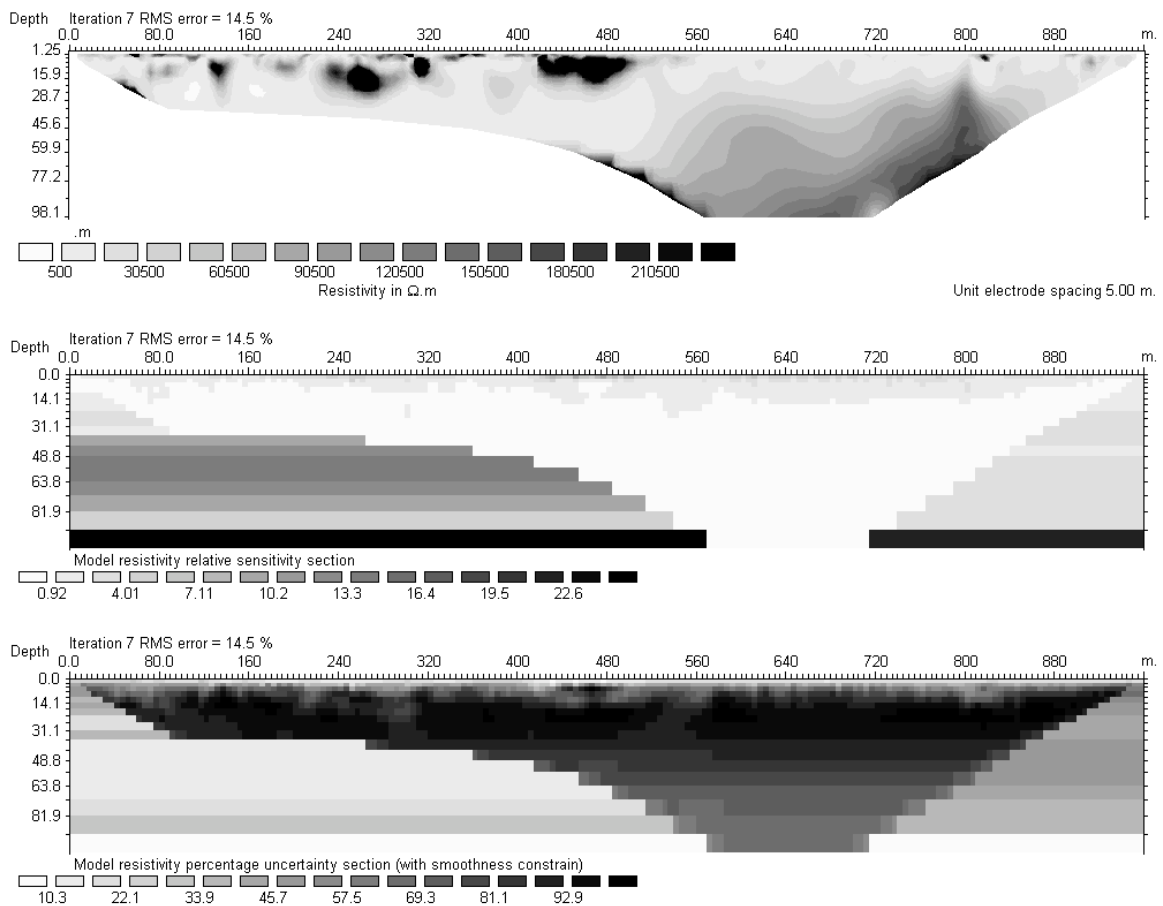 Depth Iteration 7 RMS error = 14.5 %
0.0 80.0 160 240 320 400 480 560 640 720 800 880 m.
1.25
15.9
28.7
45.6
59.9
77.2
98.1
.m
500 30500 60500 90500 120500 150500 180500 210500
Resistivity in Ω.m Unit electrode spacing 5.00 m.
Iteration 7 RMS error = 14.5 %
Depth 0.0 80.0 160 240 320 400 480 560 640 720 800 880 m.
0.0
14.1
31.1
48.8
63.8
81.9
Model resistivity relative sensitivity section
0.92 4.01 7.11 10.2 13.3 16.4 19.5 22.6
Iteration 7 RMS error = 14.5 %
Depth 0.0 80.0 160 240 320 400 480 560 640 720 800 880 m.
0.0
14.1
31.1
48.8
63.8
81.9
Model resistivity percentage uncertainty section (with smoothness constrain)
10.3 22.1 33.9 45.7 57.5 69.3 81.1 92.9